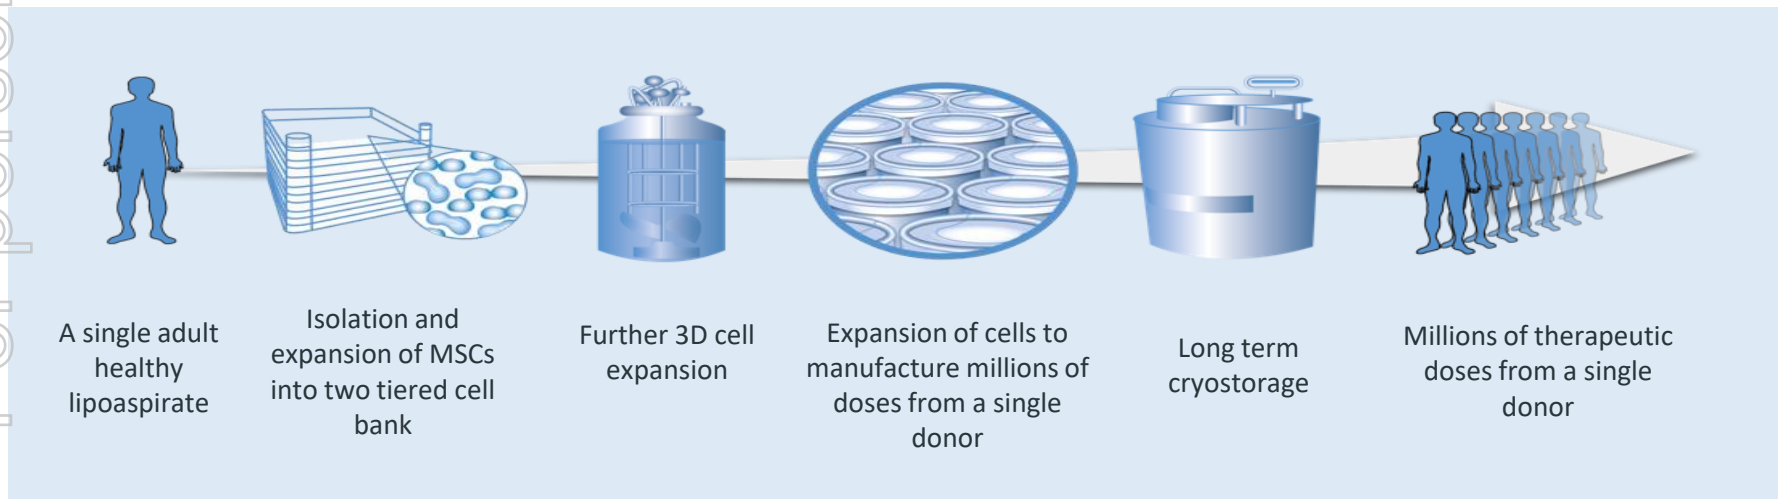 A single adult
healthy
lipoaspirate
Isolation and
expansion of MSCs
into two tiered cell
bank
Further 3D cell
expansion
Expansion of cells to
manufacture millions of
doses from a single
donor
Long term
cryostorage
Millions of therapeutic
doses from a single
donor